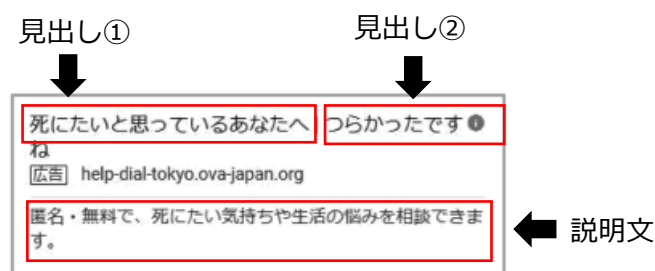 見出し①
見出し②
死にたいと思っているあなたへ | つらかったです
ね
広告 help-dial-tokyo.ova-japan.org
匿名・無料で、死にたい気持ちや生活の悩みを相談できま
す。
説明文